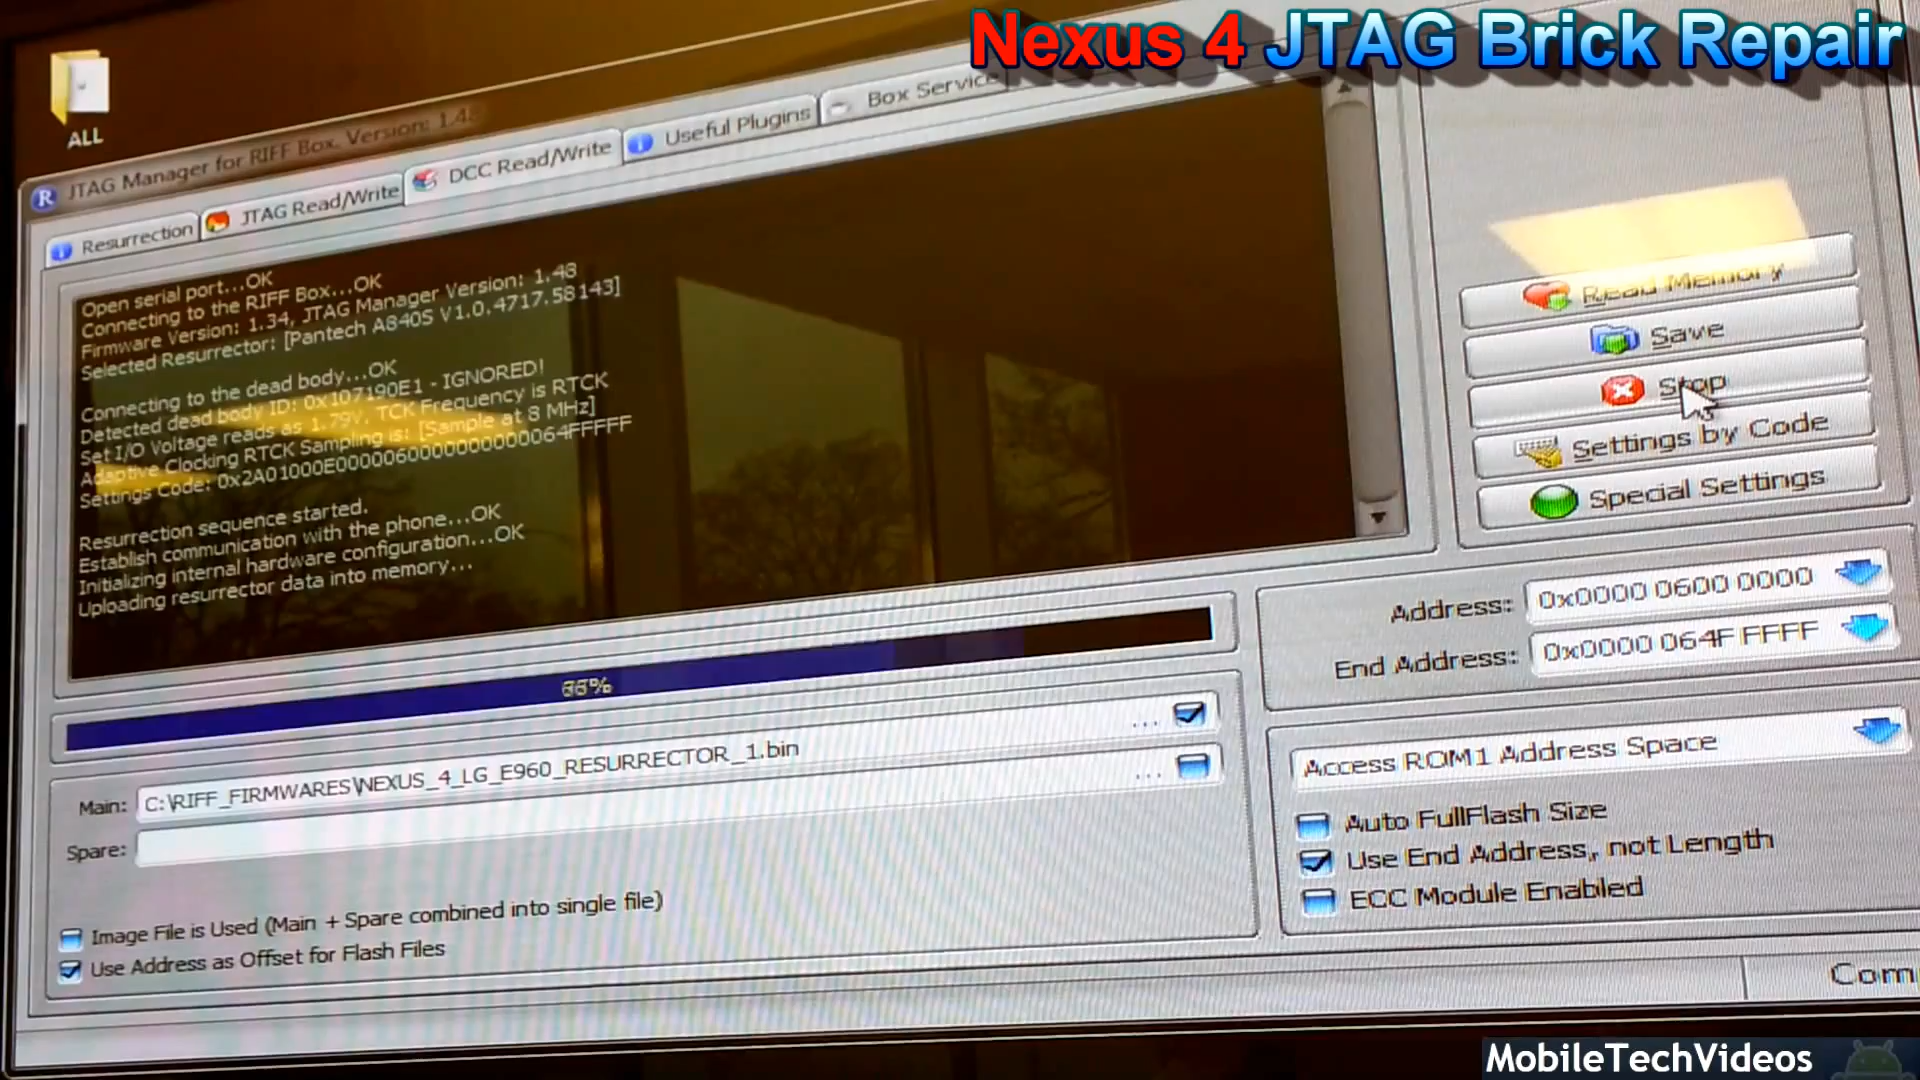 Nexus 4 JTAG Brick Repair
ALL
JTAG Manager for RIFF Box. Version: 1.48
Resurrection
JTAG Read/Write
DCC Read/Write
Useful Plugins
Box Service
Open serial port...OK
Connecting to the RIFF Box...OK
Firmware Version: 1.34, JTAG Manager Version: 1.48
Selected Resurrector: [Pantech A840S V1.0.4717.58143]
Connecting to the dead body...OK
Detected dead body ID: 0x107190E1 - IGNORED!
Set I/O Voltage reads as 1.79V, TCK Frequency is RTCK
Adaptive Clocking RTCK Sampling is: [Sample at 8 MHz]
Resurrection sequence started.
Establish communication with the phone...OK
Initializing internal hardware configuration...OK
Uploading resurrector data into memory...
Read Memory
Save
Stop
Settings by Code
Special Settings
Address: 0x0000 0600 0000
End Address: 0x0000 064F FFFF
Main: C:\RIFF_FIRMWARES\NEXUS_4_LG_E960_RESURRECTOR_1.bin ...
Spare: ...
Access ROM1 Address Space
Auto FullFlash Size
Use End Address, not Length
ECC Module Enabled
Image File is Used (Main + Spare combined into single file)
Use Address as Offset for Flash Files
Com
MobileTechVideos